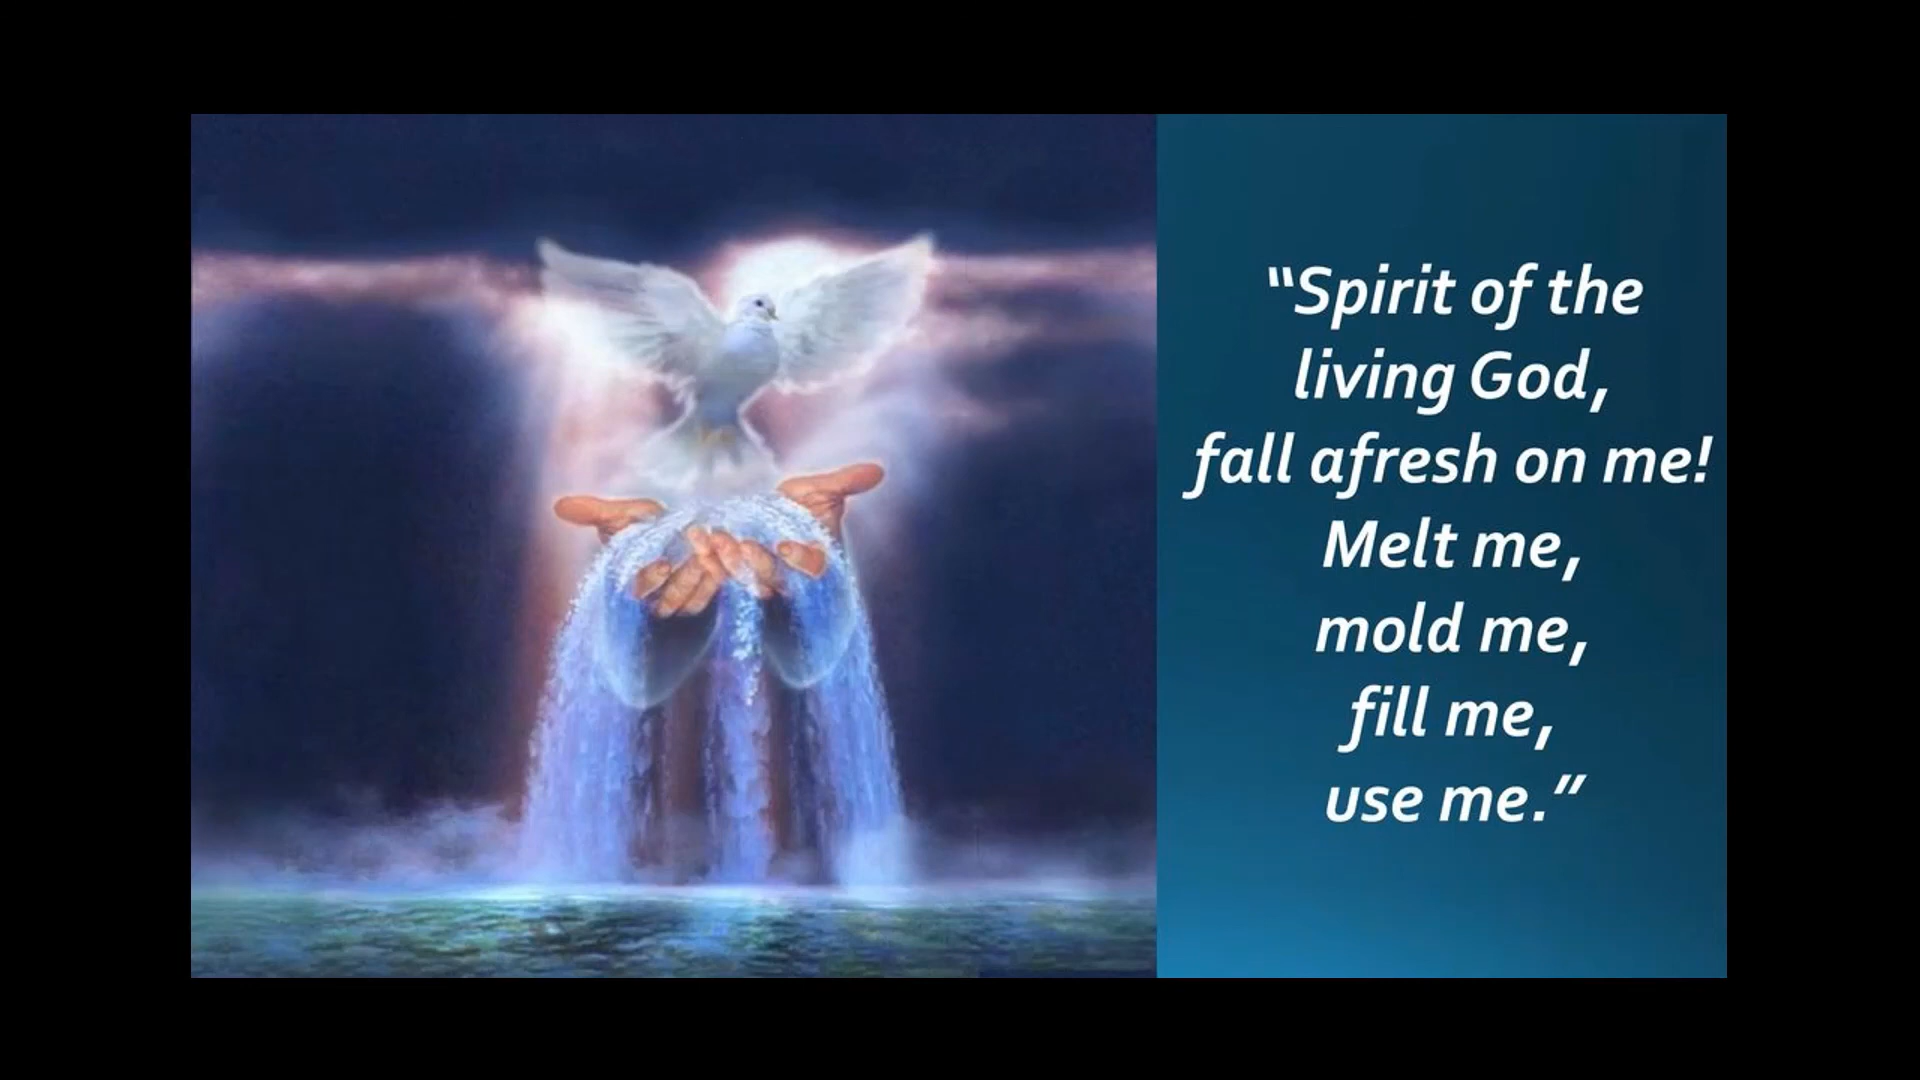 “Spirit of the
living God,
fall afresh on me!
Melt me,
mold me,
fill me,
use me.”